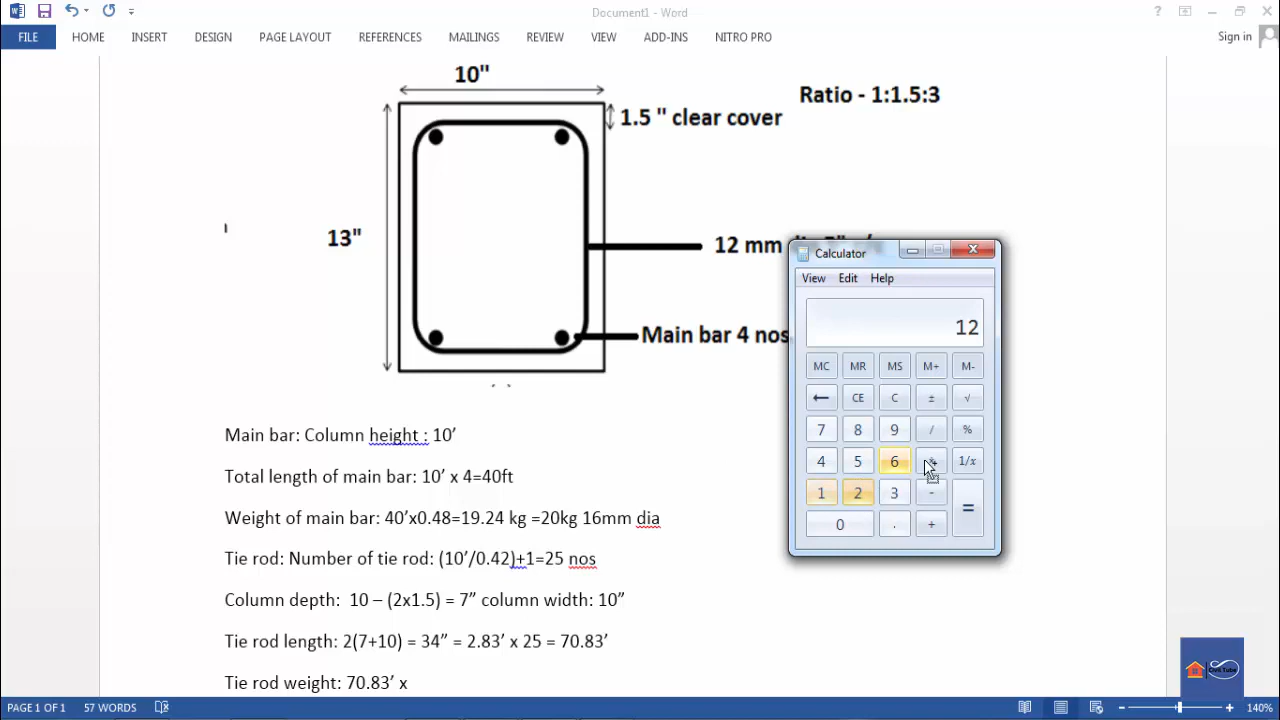 Document1 - Word
FILE HOME INSERT DESIGN PAGE LAYOUT REFERENCES MAILINGS REVIEW VIEW ADD-INS NITRO PRO Sign in
10"
Ratio - 1:1.5:3
1.5 " clear cover
13"
12 mm
Main bar 4 nos
Calculator
View Edit Help
12
MC MR MS M+ M-
← CE C ± √
7 8 9 / %
4 5 6 1/x
1 2 3 - =
0 . +
Main bar: Column height : 10’
Total length of main bar: 10’ x 4=40ft
Weight of main bar: 40’x0.48=19.24 kg =20kg 16mm dia
Tie rod: Number of tie rod: (10’/0.42)+1=25 nos
Column depth: 10 – (2x1.5) = 7” column width: 10”
Tie rod length: 2(7+10) = 34” = 2.83’ x 25 = 70.83’
Tie rod weight: 70.83’ x
PAGE 1 OF 1 57 WORDS 140%